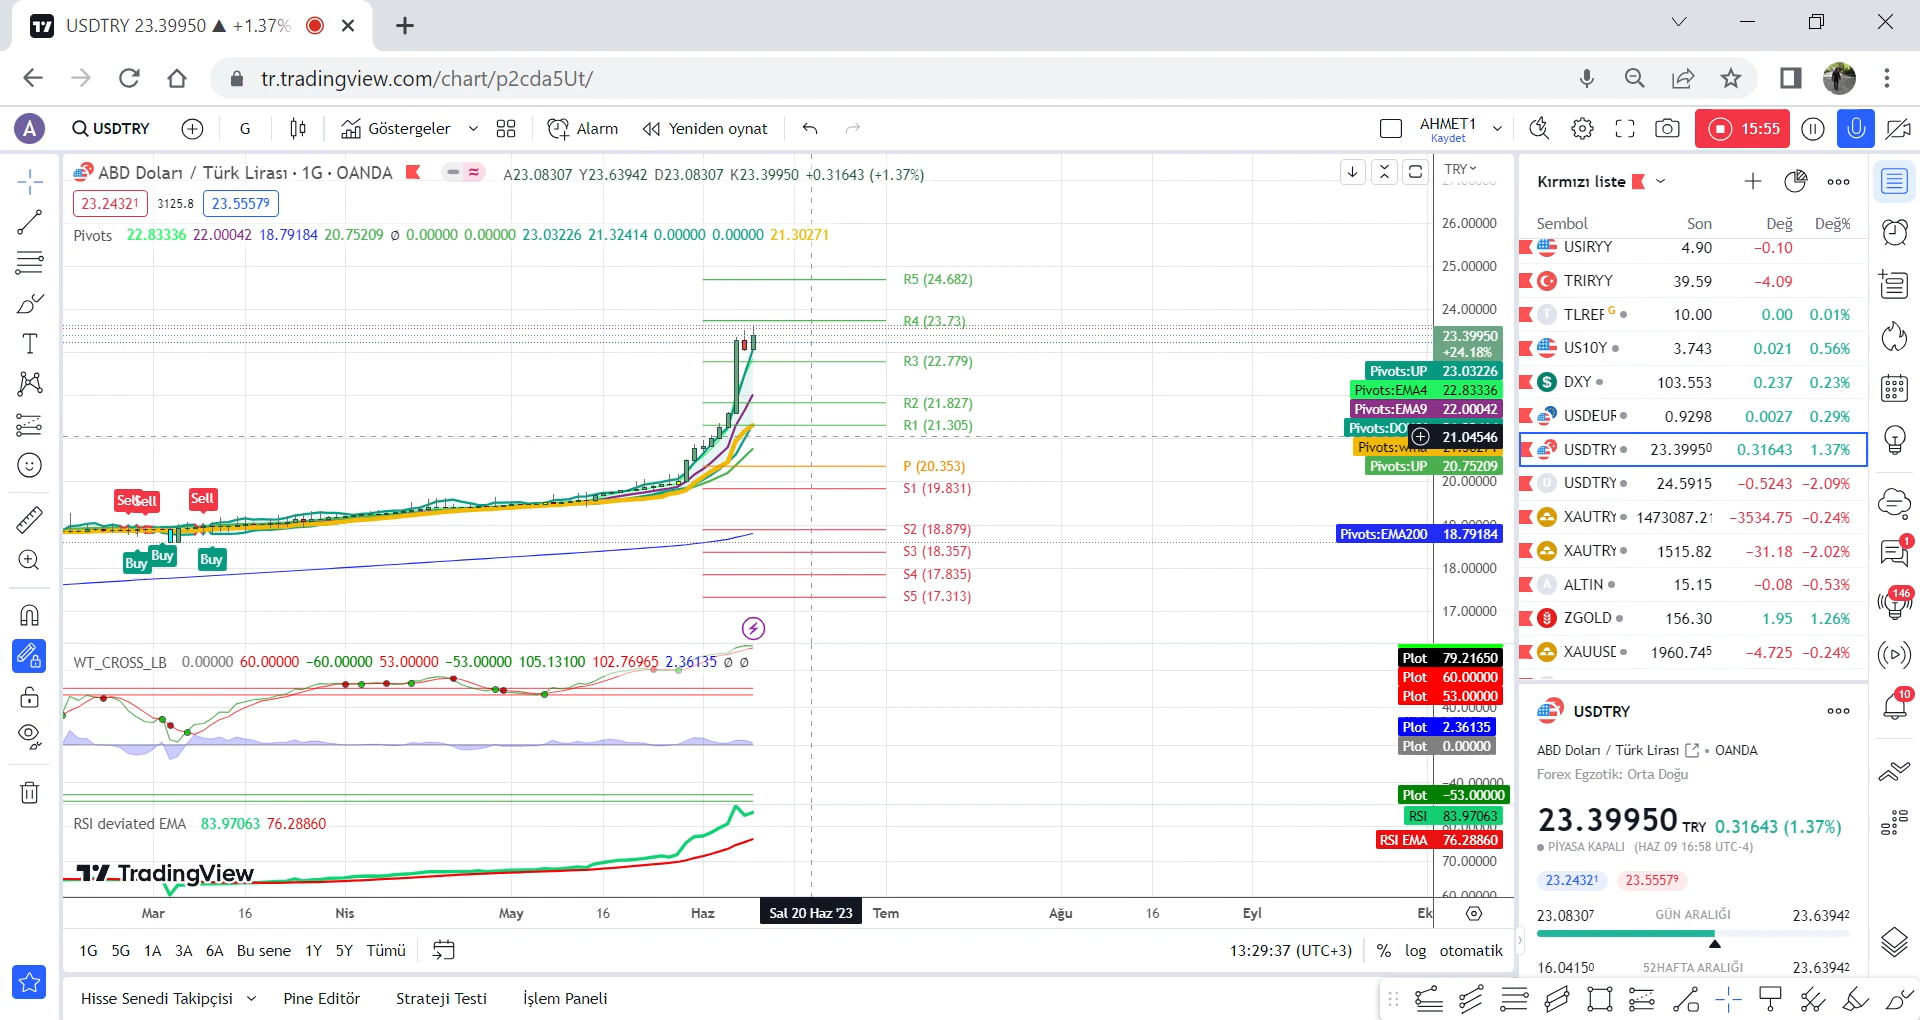 USDTRY 23.39950 ▲ +1.37%
tr.tradingview.com/chart/p2cda5Ut/
A USDTRY G Göstergeler Alarm Yeniden oynat AHMET1 15:55
Kaydet
ABD Doları / Türk Lirası · 1G · OANDA A23.08307 Y23.63942 D23.08307 K23.39950 +0.31643 (+1.37%)
TRY
23.24321 3125.8 23.55579
Pivots 22.83336 22.00042 18.79184 20.75209 ∅ 0.00000 0.00000 23.03226 21.32414 0.00000 0.00000 21.30271
R5 (24.682)
R4 (23.73)
R3 (22.779)
R2 (21.827)
R1 (21.305)
P (20.353)
S1 (19.831)
S2 (18.879)
S3 (18.357)
S4 (17.835)
S5 (17.313)
Sell Sell Sell
Buy Buy Buy
26.00000
25.00000
24.00000
23.39950
+24.18%
Pivots:UP 23.03226
Pivots:EMA4 22.83336
Pivots:EMA9 22.00042
21.04546
Pivots:UP 20.75209
20.00000
Pivots:EMA200 18.79184
18.00000
17.00000
WT_CROSS_LB 0.00000 60.00000 −60.00000 53.00000 −53.00000 105.13100 102.76965 2.36135 ∅ ∅
Plot 79.21650
Plot 60.00000
Plot 53.00000
40.00000
Plot 2.36135
Plot 0.00000
−40.00000
Plot −53.00000
RSI deviated EMA 83.97063 76.28860
RSI 83.97063
RSI EMA 76.28860
70.00000
60.00000
TradingView
Mar 16 Nis May 16 Haz Sal 20 Haz '23 Tem Ağu 16 Eyl Ek
1G 5G 1A 3A 6A Bu sene 1Y 5Y Tümü 13:29:37 (UTC+3) % log otomatik
Hisse Senedi Takipçisi Pine Editör Strateji Testi İşlem Paneli
Kırmızı liste
Sembol Son Değ Değ%
USIRYY 4.90 −0.10
TRIRYY 39.59 −4.09
TLREF G 10.00 0.00 0.01%
US10Y 3.743 0.021 0.56%
DXY 103.553 0.237 0.23%
USDEUR 0.9298 0.0027 0.29%
USDTRY 23.39950 0.31643 1.37%
USDTRY 24.5915 −0.5243 −2.09%
XAUTRY 1473087.21 −3534.75 −0.24%
XAUTRY 1515.82 −31.18 −2.02%
ALTIN 15.15 −0.08 −0.53%
ZGOLD 156.30 1.95 1.26%
XAUUSD 1960.745 −4.725 −0.24%
USDTRY
ABD Doları / Türk Lirası • OANDA
Forex Egzotik: Orta Doğu
23.39950 TRY 0.31643 (1.37%)
PİYASA KAPALI (HAZ 09 16:58 UTC-4)
23.24321 23.55579
23.08307 GÜN ARALIĞI 23.63942
16.04150 52HAFTA ARALIĞI 23.63942
1
146
10